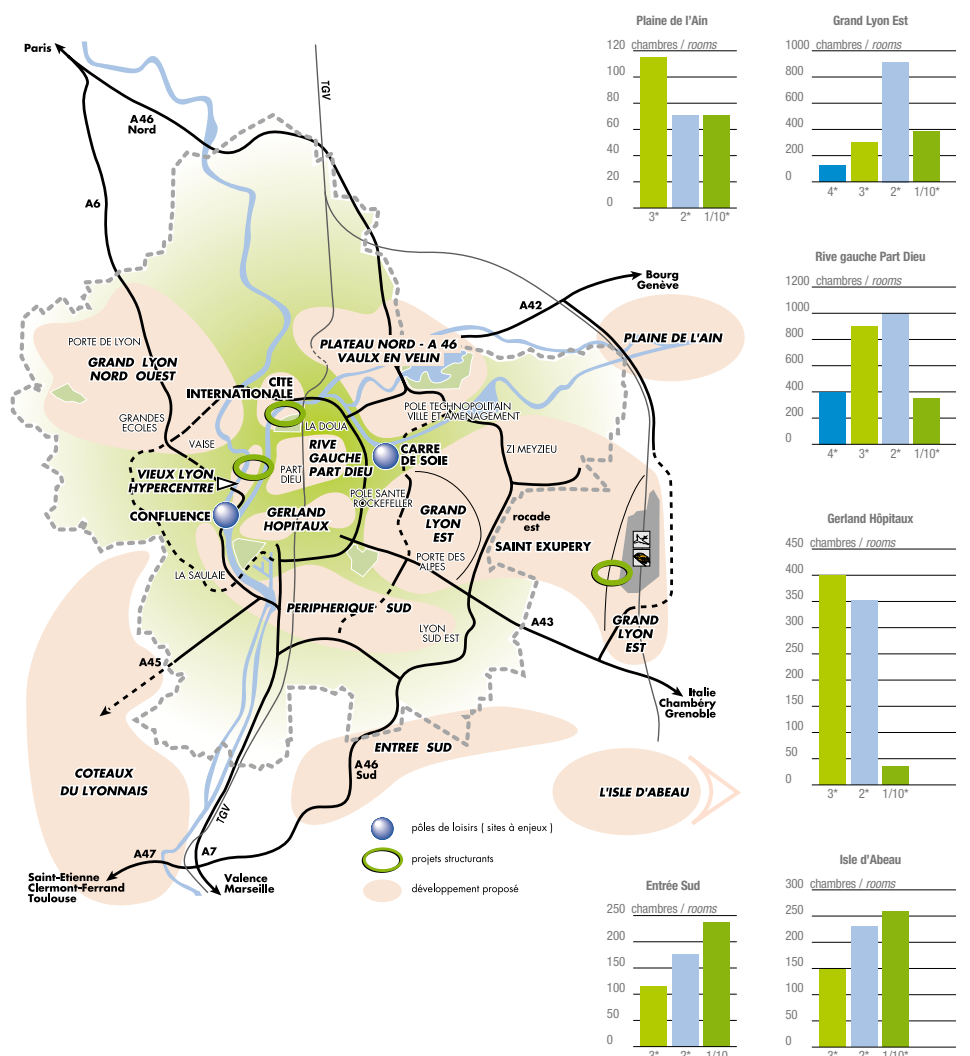 Paris
A46
Nord
TGV
A6
Bourg
Genève
A42
PLAINE DE L'AIN
PORTE DE LYON
GRAND LYON
NORD OUEST
PLATEAU NORD - A 46
VAULX EN VELIN
CITE
INTERNATIONALE
GRANDES
ECOLES
VAISE
LA DOUA
POLE TECHNOPOLITAIN
VILLE ET AMENAGEMENT
RIVE
GAUCHE
PART DIEU
PART
DIEU
CARRE
DE SOIE
ZI MEYZIEU
VIEUX LYON
HYPERCENTRE
POLE SANTE
ROCKEFELLER
CONFLUENCE
GERLAND
HOPITAUX
GRAND
LYON
EST
rocade
est
SAINT EXUPERY
PORTE DES
ALPES
LA SAULAIE
PERIPHERIQUE SUD
LYON
SUD EST
A43
GRAND
LYON
EST
A45
Italie
Chambéry
Grenoble
ENTREE SUD
A46
Sud
COTEAUX
DU LYONNAIS
L'ISLE D'ABEAU
TGV
A47
A7
Saint-Etienne
Clermont-Ferrand
Toulouse
Valence
Marseille
pôles de loisirs ( sites à enjeux )
projets structurants
développement proposé
Plaine de l'Ain
chambres / rooms
120
100
80
60
40
20
0
3* 2* 1/10*
Grand Lyon Est
chambres / rooms
1000
800
600
400
200
0
4* 3* 2* 1/10*
Rive gauche Part Dieu
chambres / rooms
1200
1000
800
600
400
200
0
4* 3* 2* 1/10*
Gerland Hôpitaux
chambres / rooms
450
400
350
300
250
200
150
100
50
0
3* 2* 1/10*
Entrée Sud
chambres / rooms
250
200
150
100
50
0
3* 2* 1/10
Isle d'Abeau
chambres / rooms
300
250
200
150
100
50
0
3* 2* 1/10*